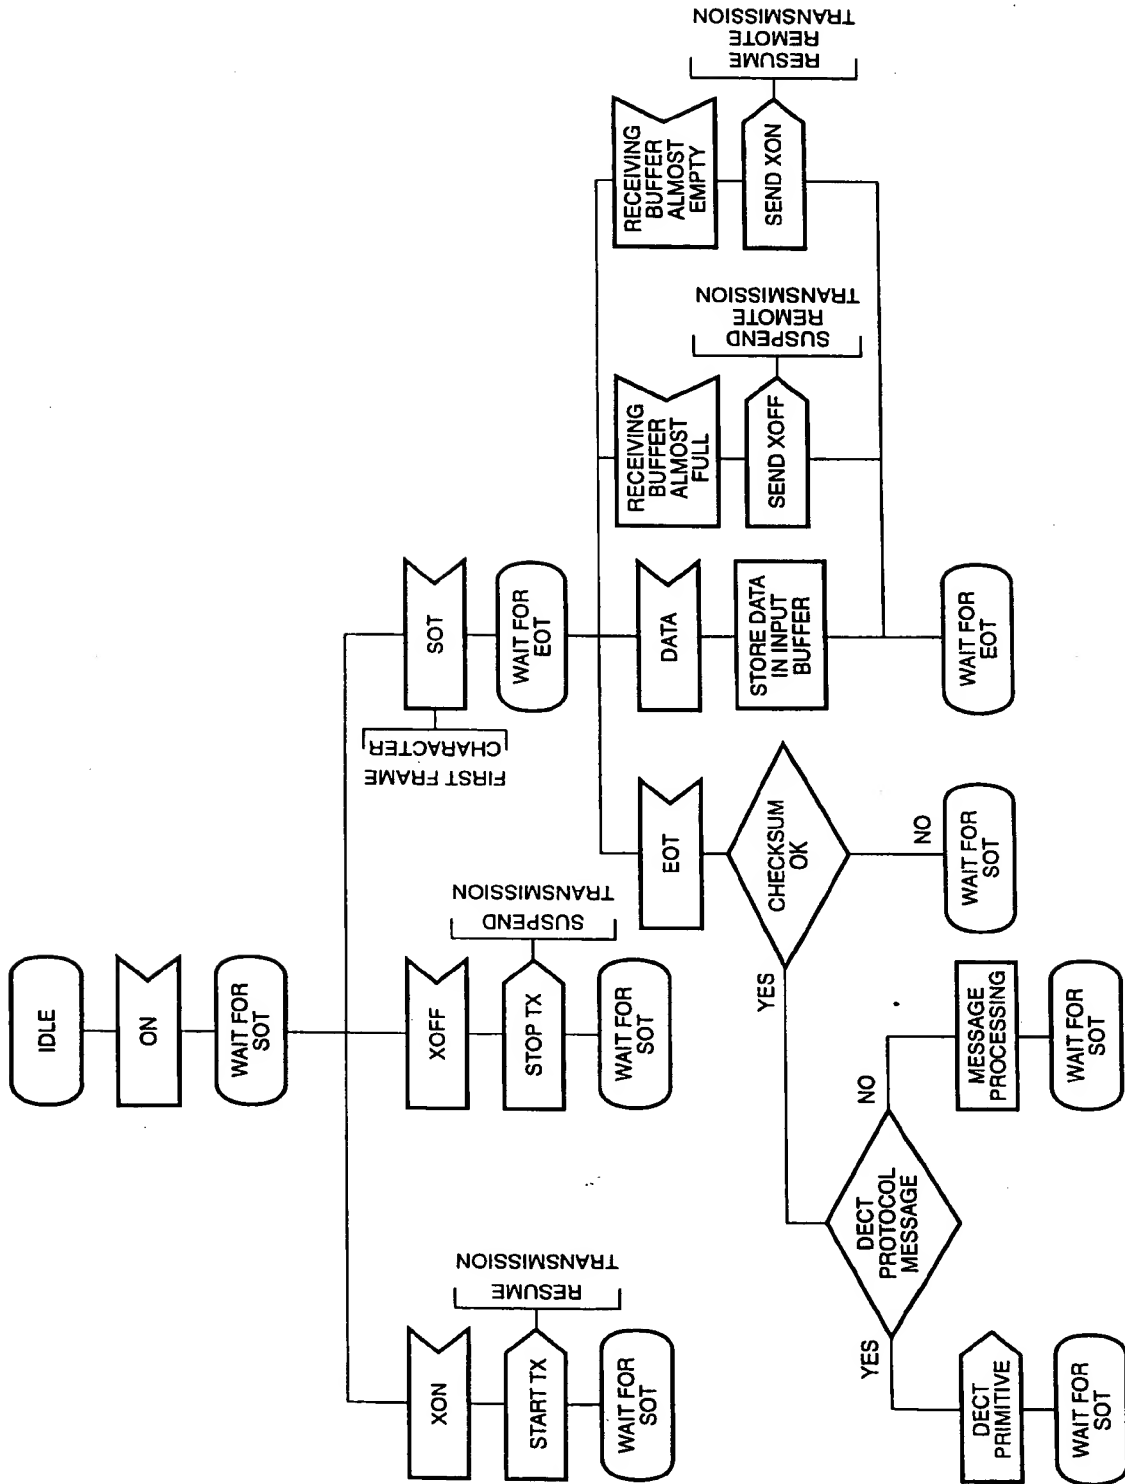 IDLE
ON
WAIT FOR
SOT
XON
START TX
RESUME
TRANSMISSION
WAIT FOR
SOT
XOFF
STOP TX
SUSPEND
TRANSMISSION
WAIT FOR
SOT
FIRST FRAME
CHARACTER
SOT
WAIT FOR
EOT
EOT
CHECKSUM
OK
YES
NO
WAIT FOR
SOT
DECT
PROTOCOL
MESSAGE
YES
NO
DECT
PRIMITIVE
WAIT FOR
SOT
MESSAGE
PROCESSING
WAIT FOR
SOT
DATA
STORE DATA
IN INPUT
BUFFER
WAIT FOR
EOT
RECEIVING
BUFFER
ALMOST
FULL
SEND XOFF
SUSPEND
REMOTE
TRANSMISSION
RECEIVING
BUFFER
ALMOST
EMPTY
SEND XON
RESUME
REMOTE
TRANSMISSION